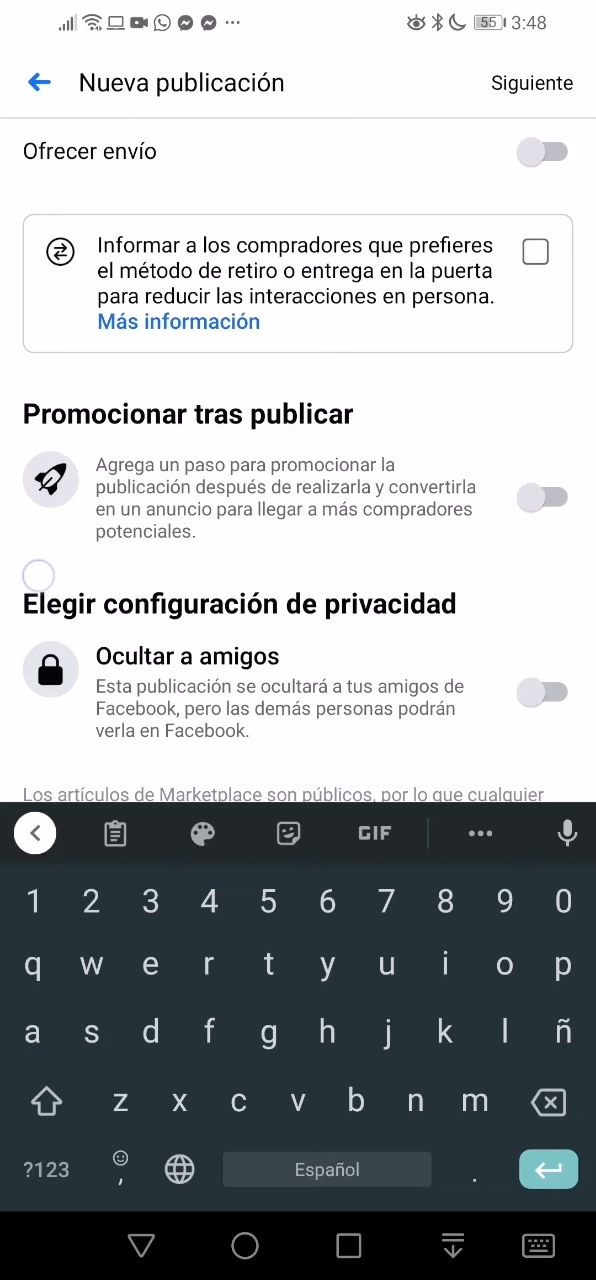 55 3:48
Nueva publicación Siguiente
Ofrecer envío
Informar a los compradores que prefieres
el método de retiro o entrega en la puerta
para reducir las interacciones en persona.
Más información
Promocionar tras publicar
Agrega un paso para promocionar la
publicación después de realizarla y convertirla
en un anuncio para llegar a más compradores
potenciales.
Elegir configuración de privacidad
Ocultar a amigos
Esta publicación se ocultará a tus amigos de
Facebook, pero las demás personas podrán
verla en Facebook.
Los artículos de Marketplace son públicos, por lo que cualquier
GIF
1 2 3 4 5 6 7 8 9 0
q w e r t y u i o p
a s d f g h j k l ñ
z x c v b n m
?123 , Español .